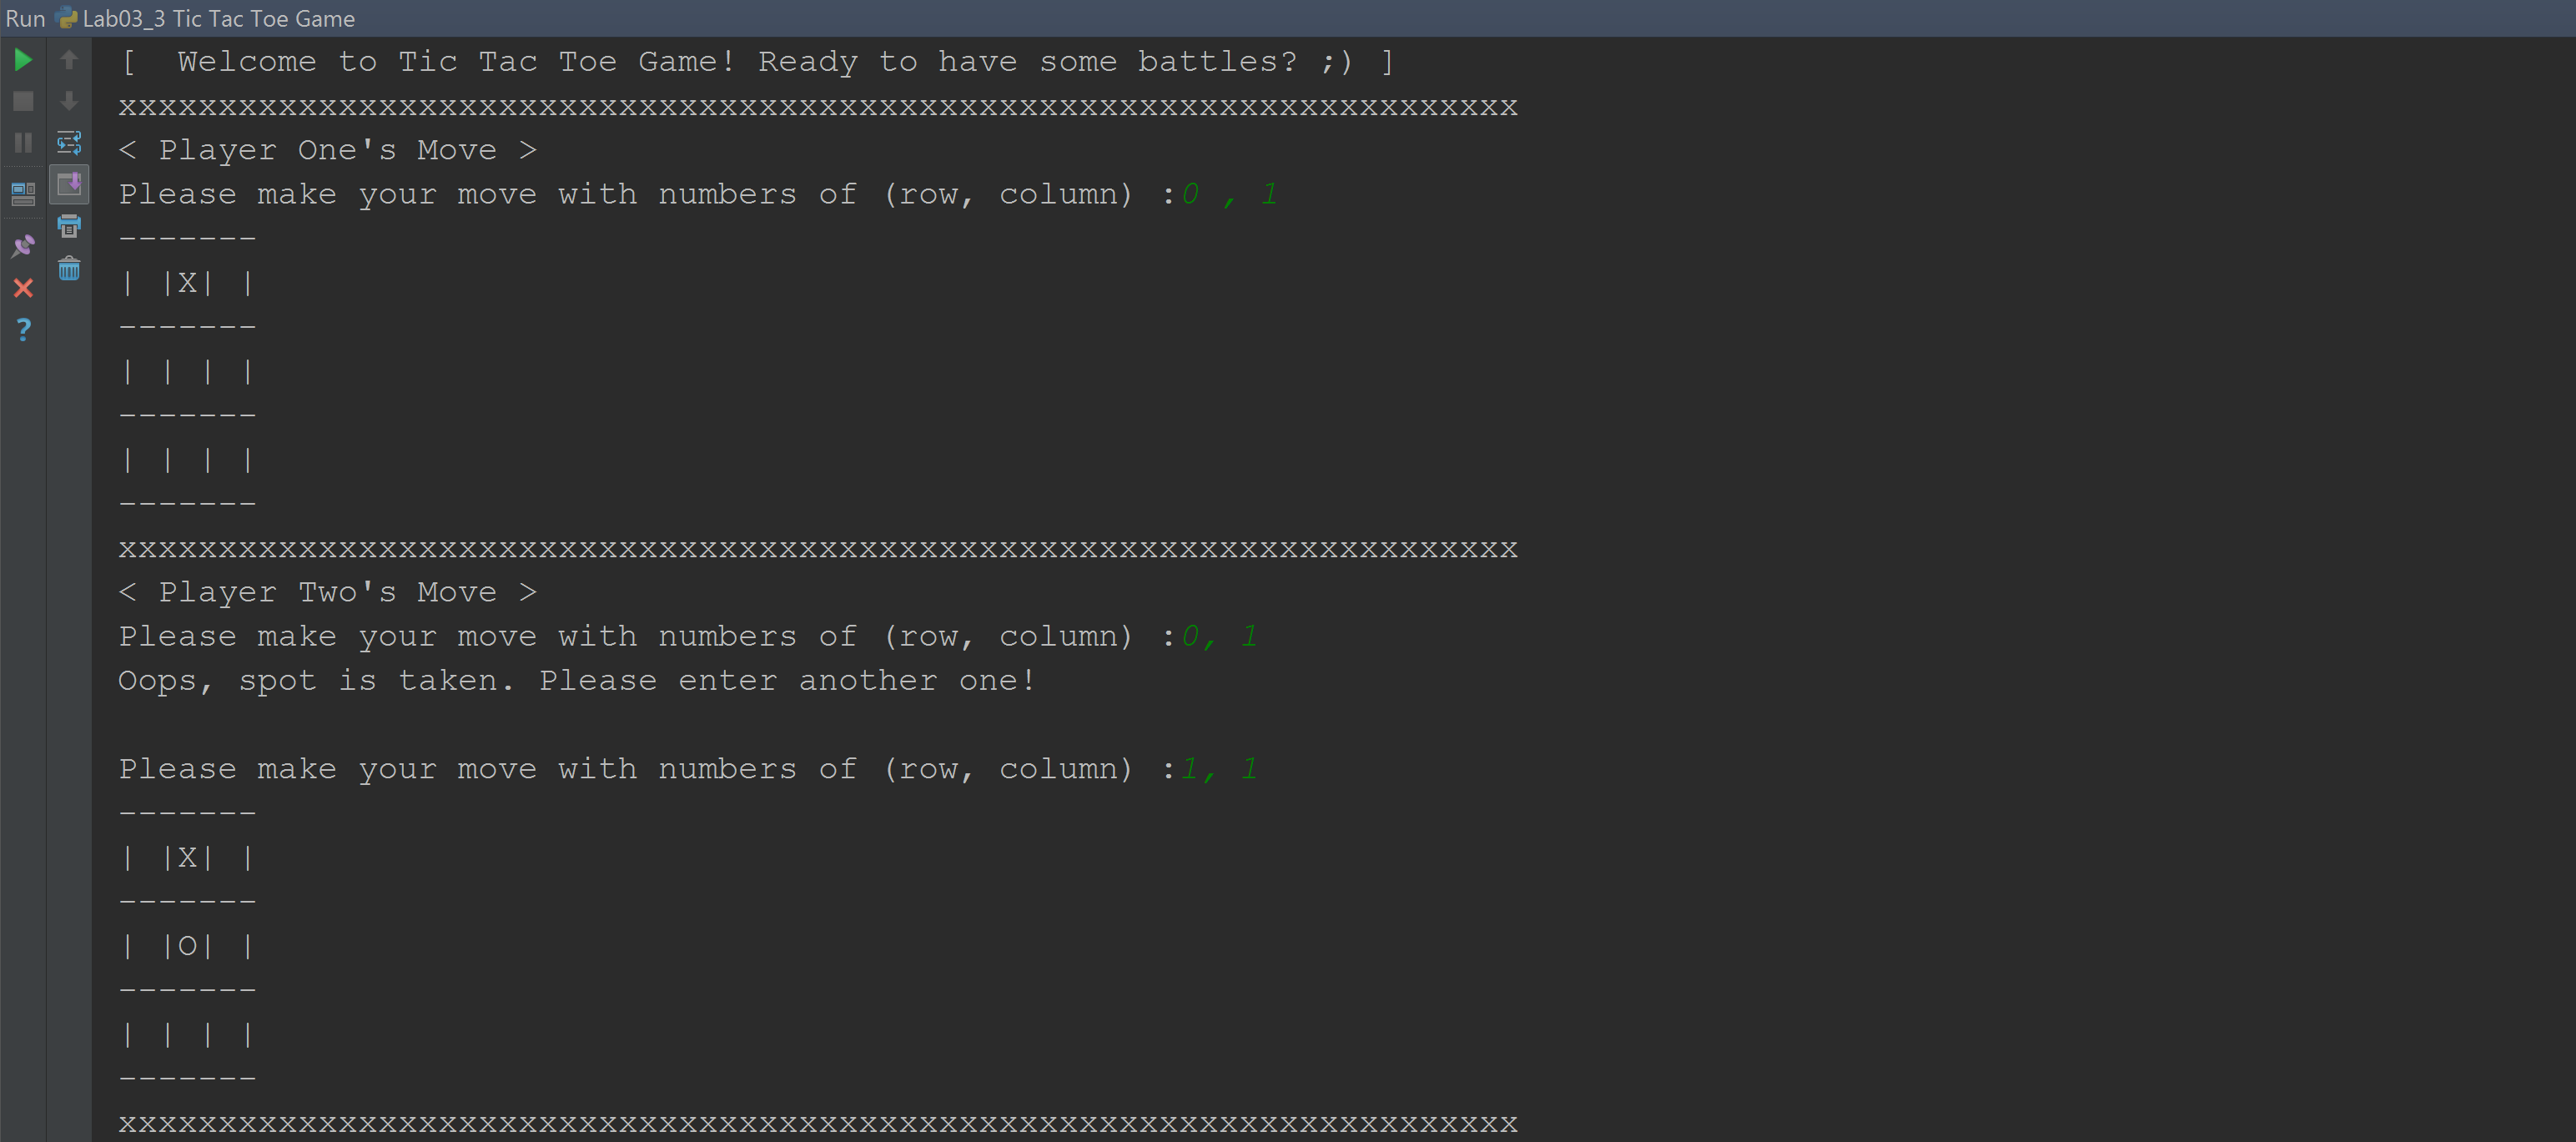 Run Lab03_3 Tic Tac Toe Game
[  Welcome to Tic Tac Toe Game! Ready to have some battles? ;) ]
xxxxxxxxxxxxxxxxxxxxxxxxxxxxxxxxxxxxxxxxxxxxxxxxxxxxxxxxxxxxxxxxxxxxxx
< Player One's Move >
Please make your move with numbers of (row, column) :0 , 1
-------
| |X| |
-------
| | | |
-------
| | | |
-------
xxxxxxxxxxxxxxxxxxxxxxxxxxxxxxxxxxxxxxxxxxxxxxxxxxxxxxxxxxxxxxxxxxxxxx
< Player Two's Move >
Please make your move with numbers of (row, column) :0, 1
Oops, spot is taken. Please enter another one!

Please make your move with numbers of (row, column) :1, 1
-------
| |X| |
-------
| |O| |
-------
| | | |
-------
xxxxxxxxxxxxxxxxxxxxxxxxxxxxxxxxxxxxxxxxxxxxxxxxxxxxxxxxxxxxxxxxxxxxxx